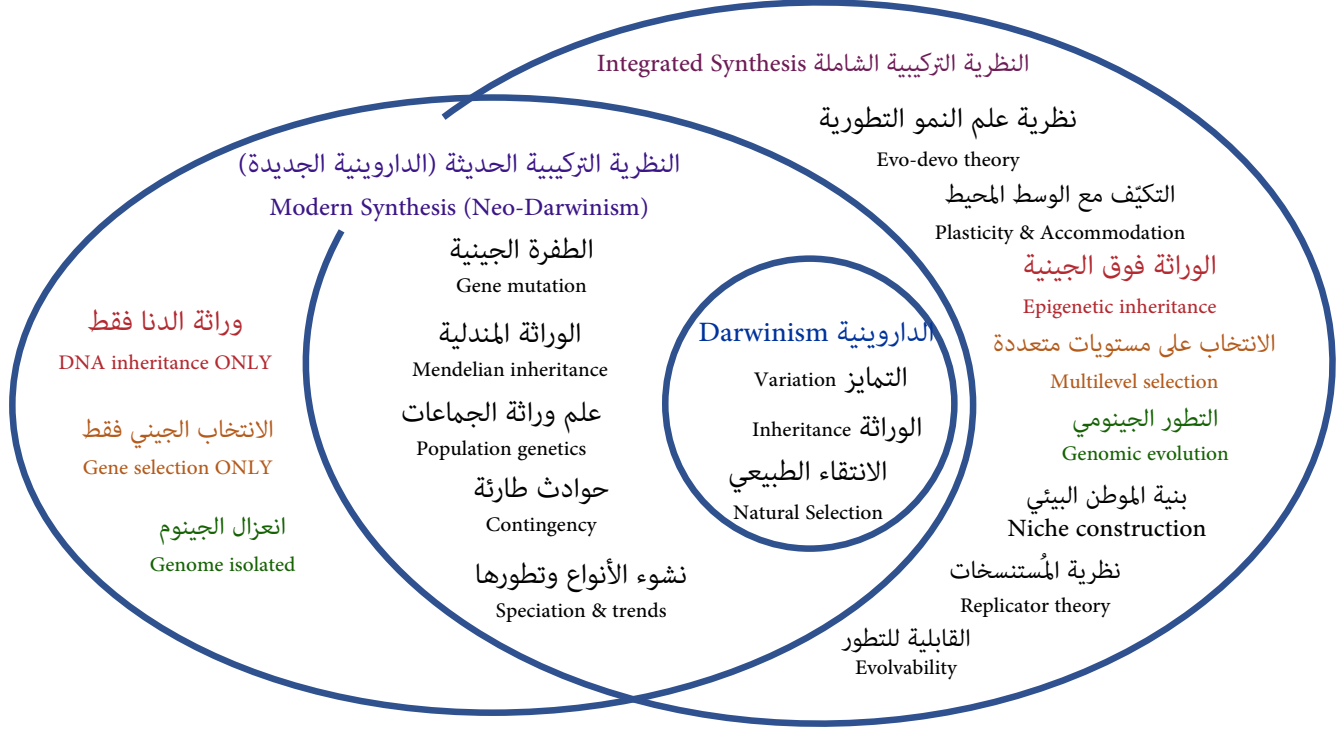 النظرية التركيبية الشاملة Integrated Synthesis
نظرية علم النمو التطورية
Evo-devo theory
التكيّف مع الوسط المحيط
Plasticity & Accommodation
الوراثة فوق الجينية
Epigenetic inheritance
الانتخاب على مستويات متعددة
Multilevel selection
التطور الجينومي
Genomic evolution
بنية الموطن البيئي
Niche construction
نظرية المُستنسخات
Replicator theory
القابلية للتطور
Evolvability
النظرية التركيبية الحديثة (الداروينية الجديدة)
Modern Synthesis (Neo-Darwinism)
الطفرة الجينية
Gene mutation
الوراثة المندلية
Mendelian inheritance
علم وراثة الجماعات
Population genetics
حوادث طارئة
Contingency
نشوء الأنواع وتطورها
Speciation & trends
الداروينية Darwinism
التمايز Variation
الوراثة Inheritance
الانتقاء الطبيعي
Natural Selection
وراثة الدنا فقط
DNA inheritance ONLY
الانتخاب الجيني فقط
Gene selection ONLY
انعزال الجينوم
Genome isolated